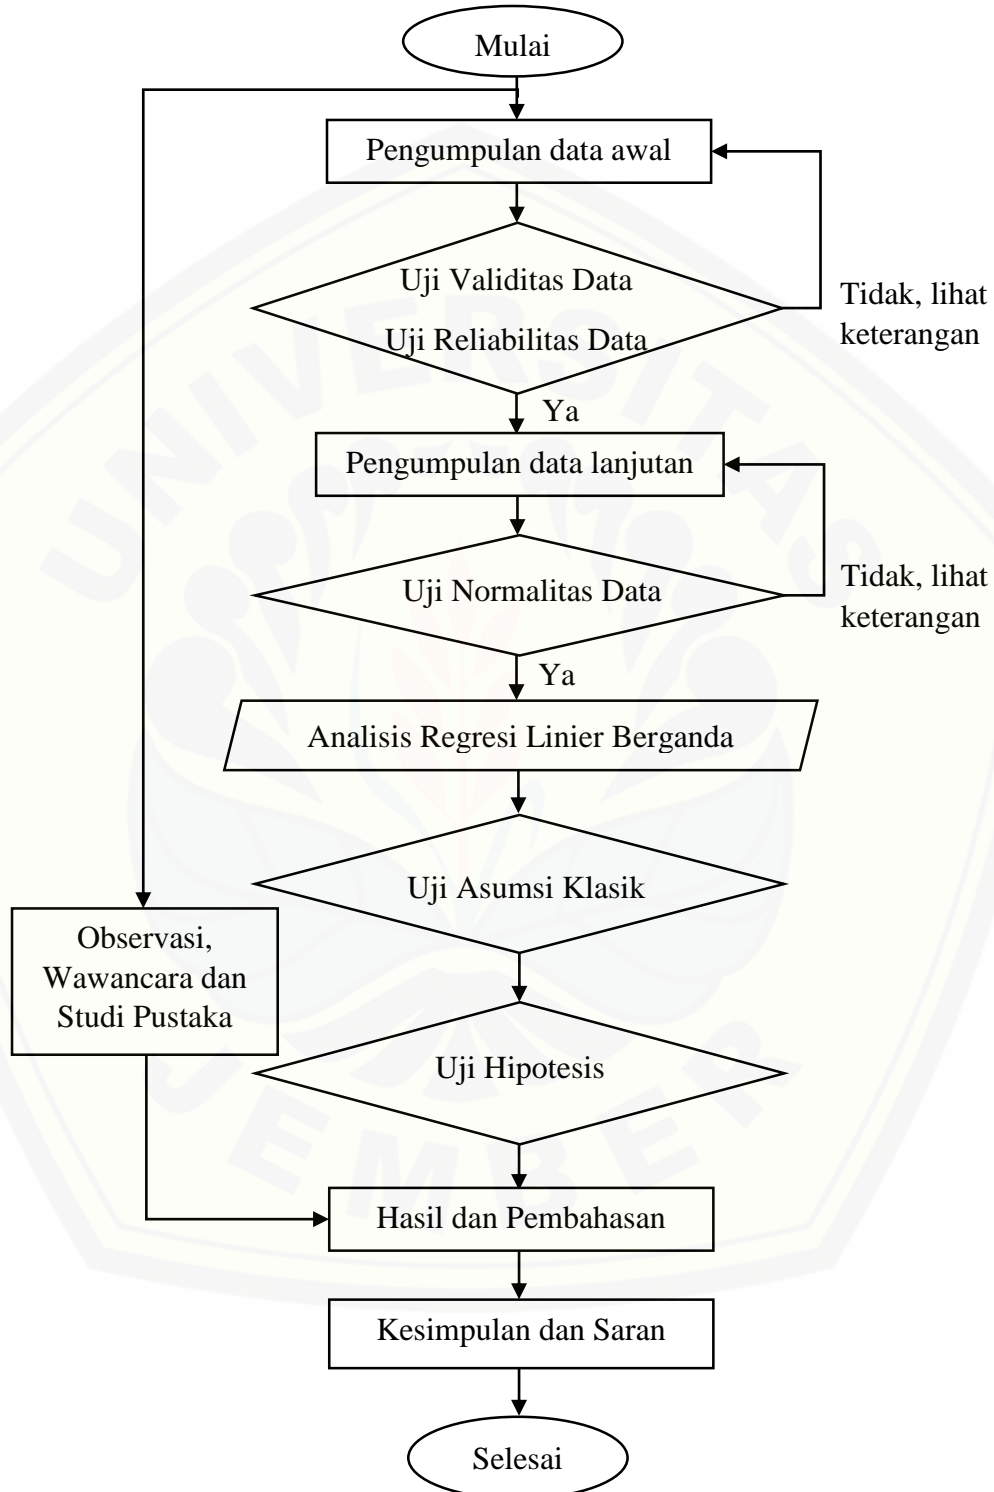 Mulai
Pengumpulan data awal
Uji Validitas Data
Uji Reliabilitas Data
Tidak, lihat
keterangan
Ya
Pengumpulan data lanjutan
Uji Normalitas Data
Tidak, lihat
keterangan
Ya
Analisis Regresi Linier Berganda
Uji Asumsi Klasik
Observasi,
Wawancara dan
Studi Pustaka
Uji Hipotesis
Hasil dan Pembahasan
Kesimpulan dan Saran
Selesai
UNIVERSITAS
JEMBER